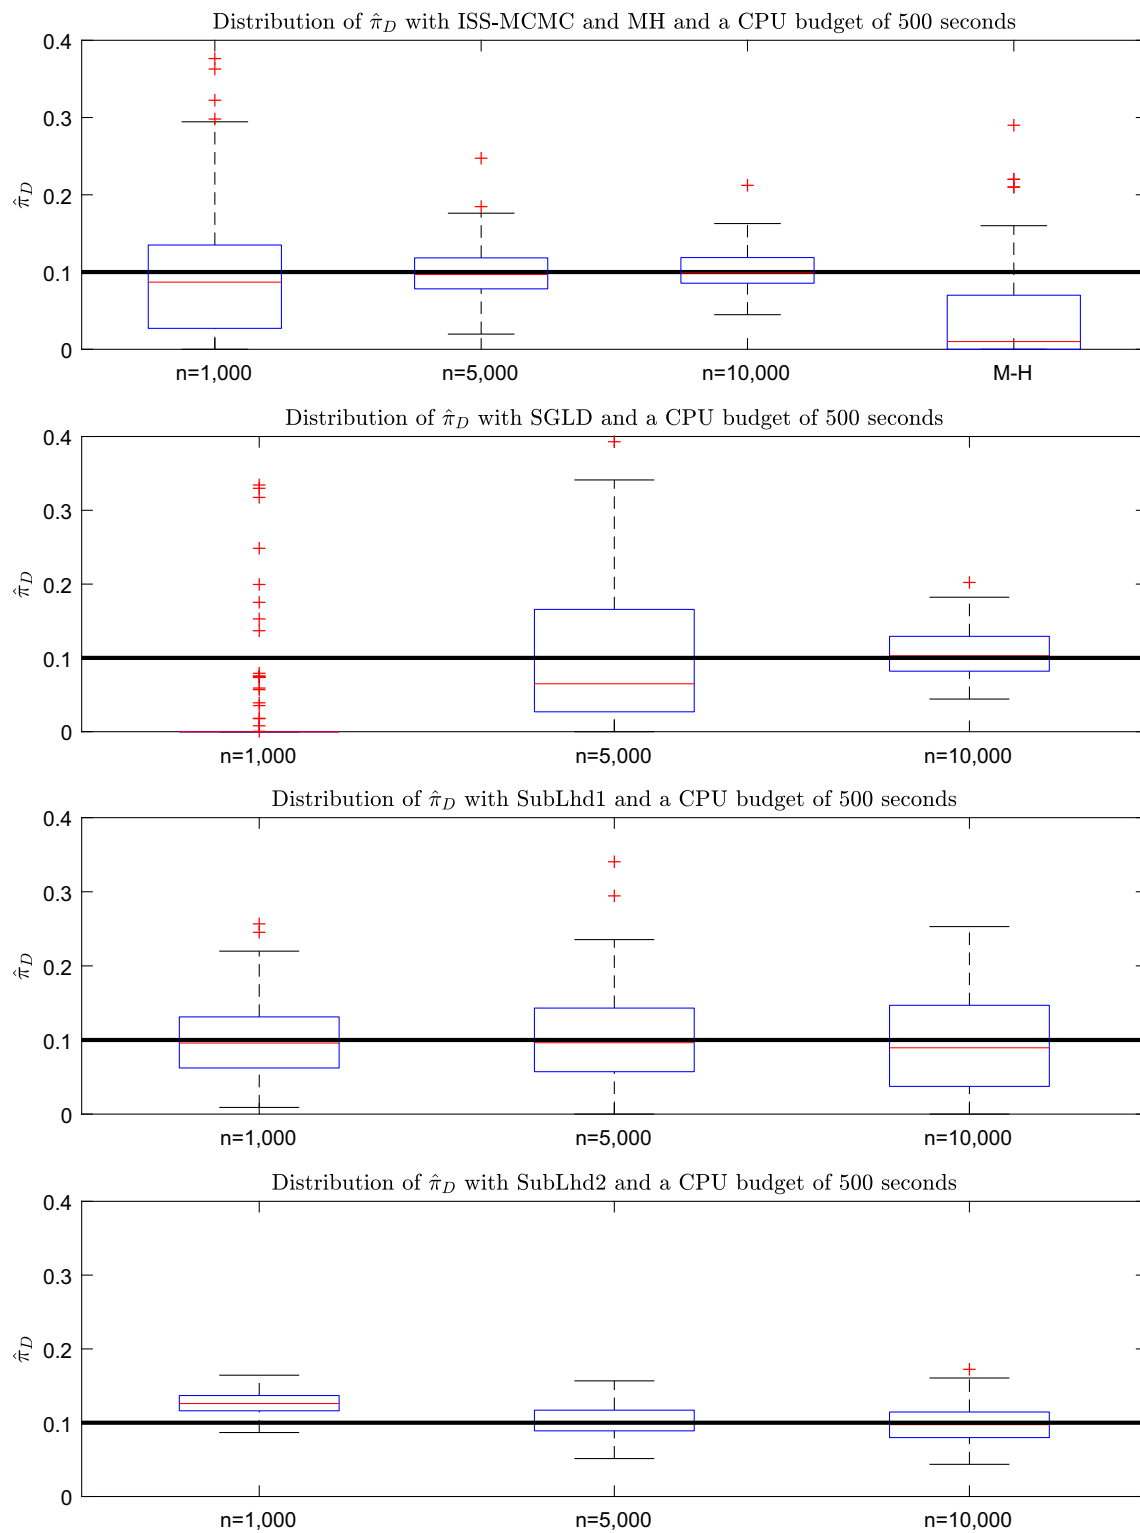 Distribution of π̂_D with ISS-MCMC and MH and a CPU budget of 500 seconds
0.4
0.3
0.2
0.1
0
π̂_D
n=1,000 n=5,000 n=10,000 M-H
Distribution of π̂_D with SGLD and a CPU budget of 500 seconds
0.4
0.3
0.2
0.1
0
π̂_D
n=1,000 n=5,000 n=10,000
Distribution of π̂_D with SubLhd1 and a CPU budget of 500 seconds
0.4
0.3
0.2
0.1
0
π̂_D
n=1,000 n=5,000 n=10,000
Distribution of π̂_D with SubLhd2 and a CPU budget of 500 seconds
0.4
0.3
0.2
0.1
0
π̂_D
n=1,000 n=5,000 n=10,000